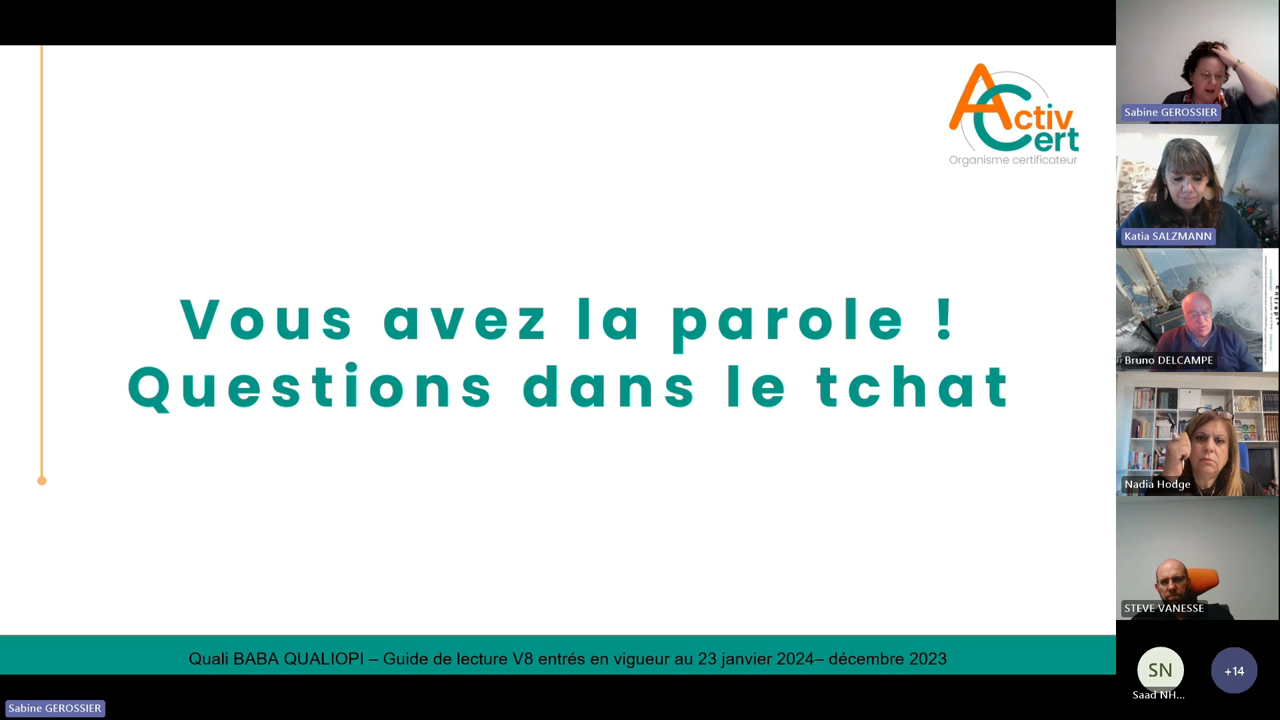 ACtiv
Cert
Organisme certificateur
Vous avez la parole !
Questions dans le tchat
Quali BABA QUALIOPI – Guide de lecture V8 entrés en vigueur au 23 janvier 2024– décembre 2023
Sabine GEROSSIER
Sabine GEROSSIER
Katia SALZMANN
Bruno DELCAMPE
Nadia Hodge
STEVE VANESSE
SN
Saad NH...
+14